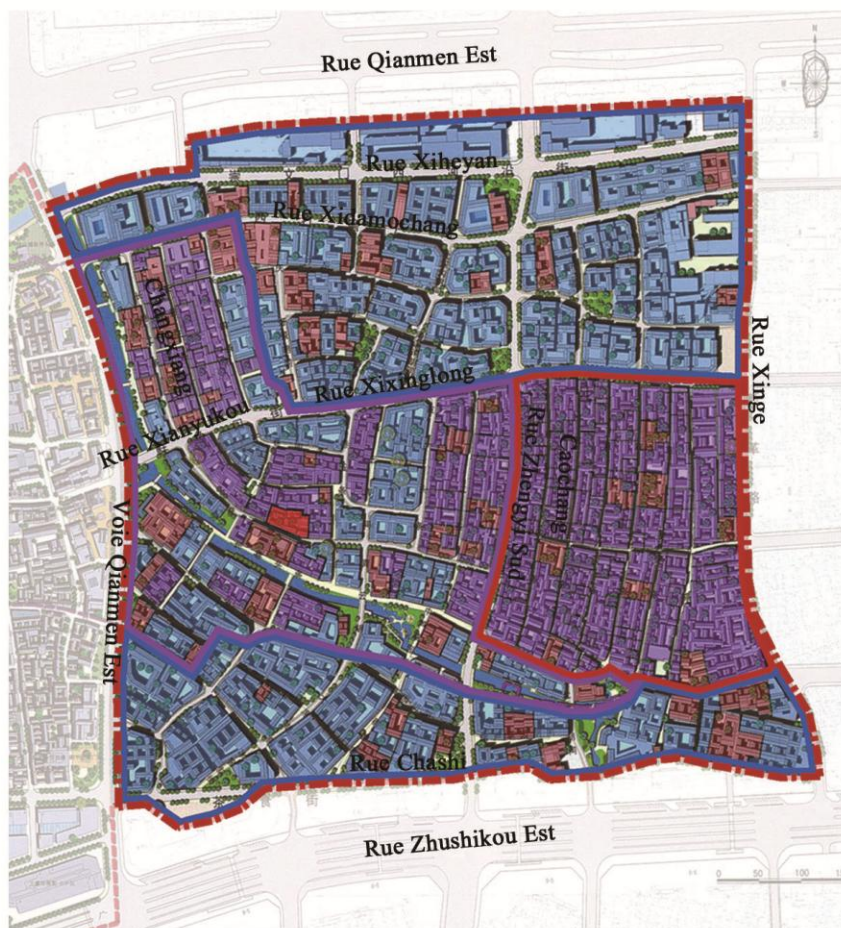 Rue Qianmen Est
N
Rue Xiheyan
Rue Xidamochang
Changxiang
Rue Xixinglong
Rue Xinge
Rue Xianyukou
Caochang
Rue Zhengyi Sud
Voie Qianmen Est
Rue Chashi
Rue Zhushikou Est
0 50 100